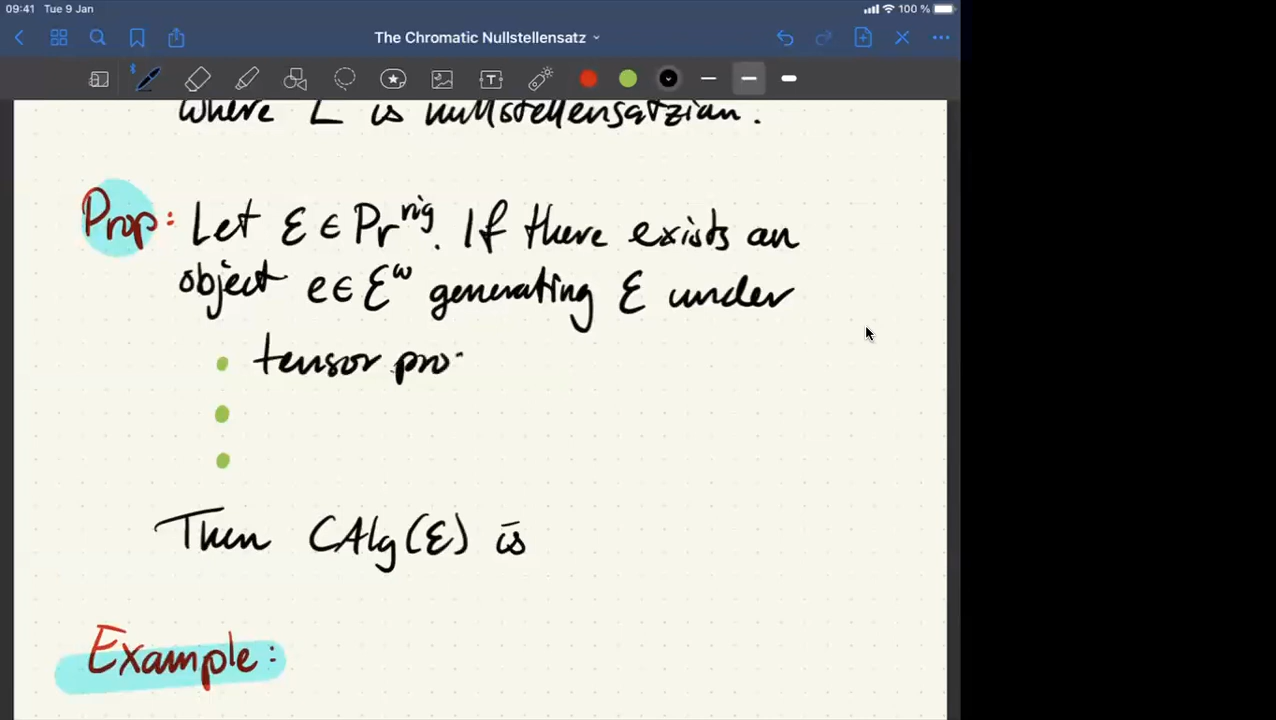 09:41 Tue 9 Jan
100 %
The Chromatic Nullstellensatz
where L is nullstellensatzian.
Prop: Let ℰ ∈ Pr^rig. If there exists an
object e ∈ ℰ^ω generating ℰ under
• tensor pro
•
•
Then CAlg(ℰ) is
Example: